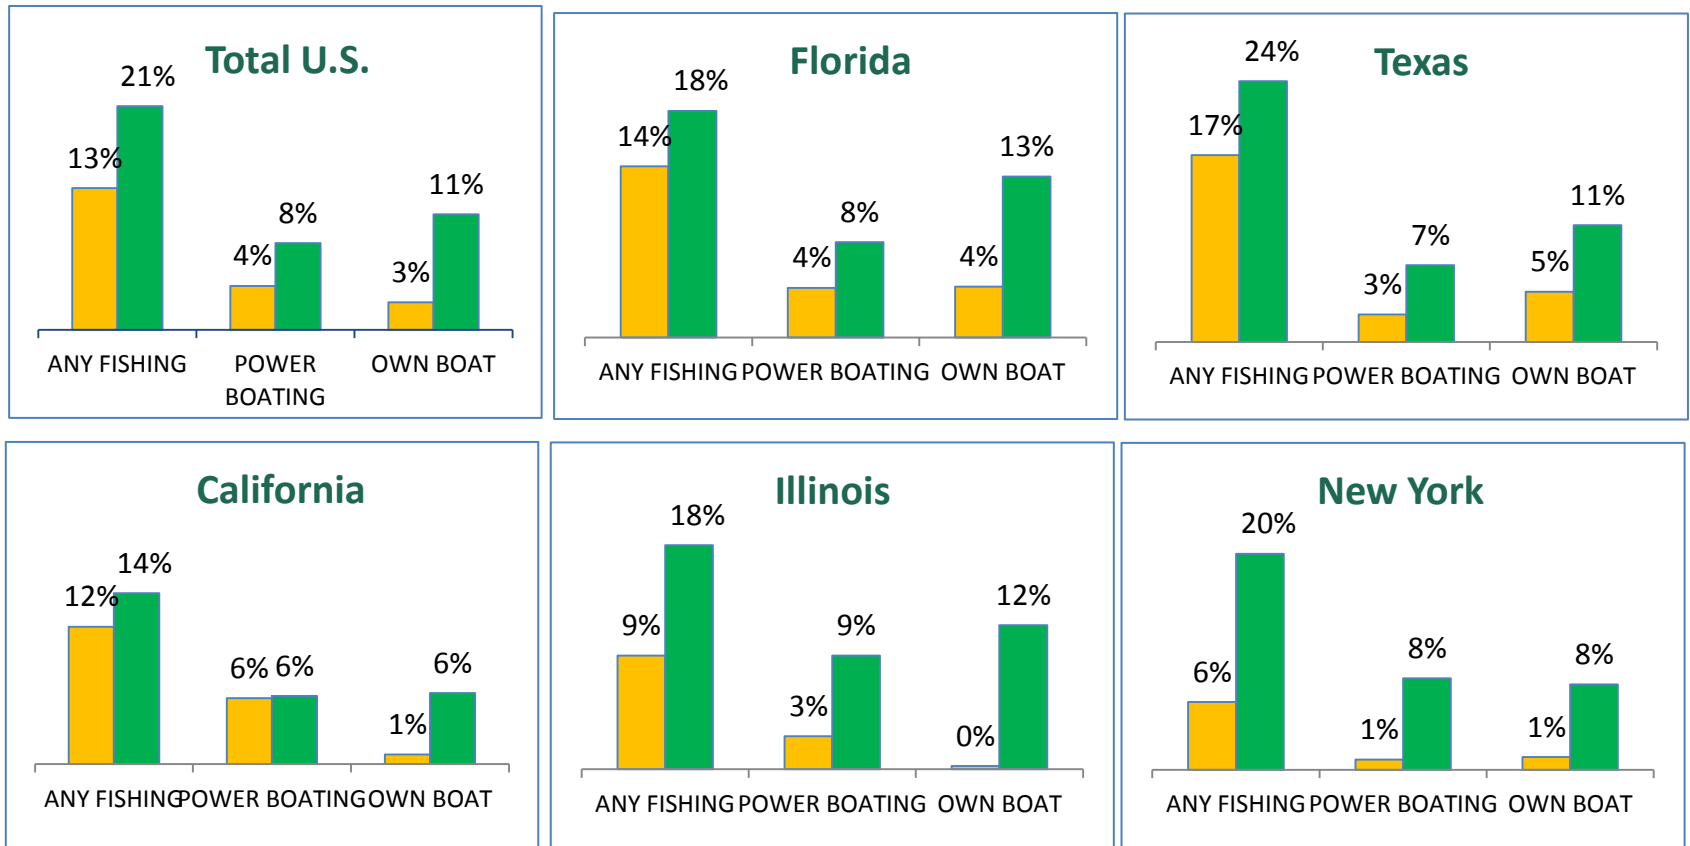 Total U.S.
21%
13%
8%
4%
11%
3%
ANY FISHING
POWER
BOATING
OWN BOAT
Florida
18%
14%
8%
4%
13%
4%
ANY FISHING POWER BOATING OWN BOAT
Texas
24%
17%
7%
3%
11%
5%
ANY FISHING POWER BOATING OWN BOAT
California
14%
12%
6% 6%
6%
1%
ANY FISHING POWER BOATING OWN BOAT
Illinois
18%
9%
9%
3%
12%
0%
ANY FISHING POWER BOATING OWN BOAT
New York
20%
6%
8%
1%
8%
1%
ANY FISHING POWER BOATING OWN BOAT